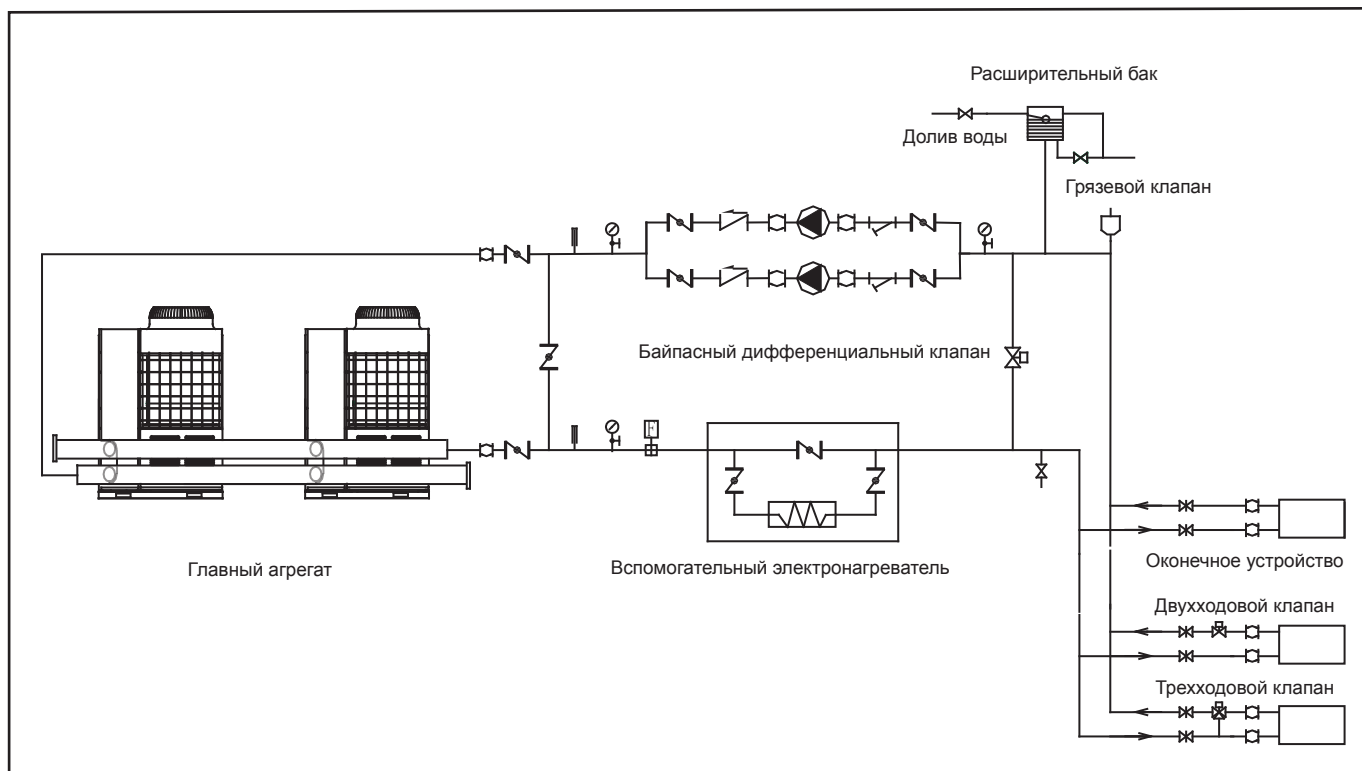 Расширительный бак
Долив воды
Грязевой клапан
Байпасный дифференциальный клапан
F
Главный агрегат
Вспомогательный электронагреватель
Оконечное устройство
Двухходовой клапан
Трехходовой клапан